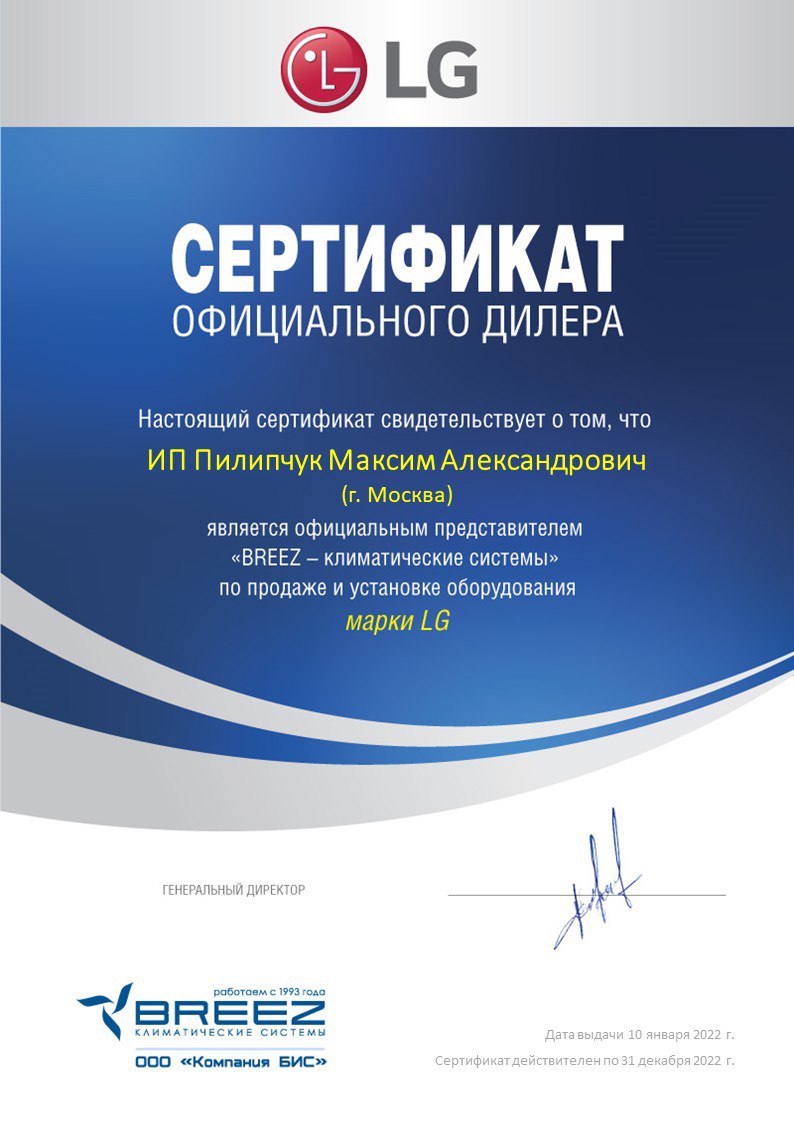 LG
СЕРТИФИКАТ
ОФИЦИАЛЬНОГО ДИЛЕРА
Настоящий сертификат свидетельствует о том, что
ИП Пилипчук Максим Александрович
(г. Москва)
является официальным представителем
«BREEZ – климатические системы»
по продаже и установке оборудования
марки LG
ГЕНЕРАЛЬНЫЙ ДИРЕКТОР
работаем с 1993 года
BREEZ
КЛИМАТИЧЕСКИЕ СИСТЕМЫ
ООО «Компания БИС»
Дата выдачи 10 января 2022 г.
Сертификат действителен по 31 декабря 2022 г.